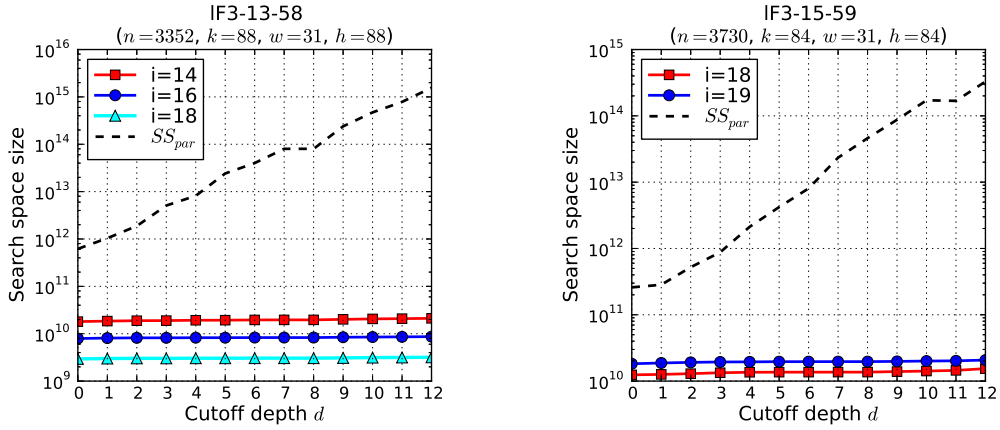 lF3-13-58
(n=3352, k=88, w=31, h=88)
10^16
10^15
10^14
10^13
10^12
10^11
10^10
10^9
Search space size
i=14
i=16
i=18
SS_par
0 1 2 3 4 5 6 7 8 9 10 11 12
Cutoff depth d
lF3-15-59
(n=3730, k=84, w=31, h=84)
10^15
10^14
10^13
10^12
10^11
10^10
Search space size
i=18
i=19
SS_par
0 1 2 3 4 5 6 7 8 9 10 11 12
Cutoff depth d